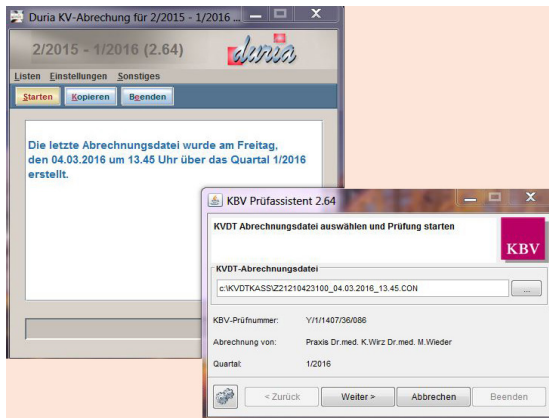 Duria KV-Abrechung für 2/2015 - 1/2016 ...
2/2015 - 1/2016 (2.64)
duria
Listen Einstellungen Sonstiges
Starten Kopieren Beenden
Die letzte Abrechnungsdatei wurde am Freitag,
den 04.03.2016 um 13.45 Uhr über das Quartal 1/2016
erstellt.
KBV Prüfassistent 2.64
KVDT Abrechnungsdatei auswählen und Prüfung starten
KBV
KVDT-Abrechnungsdatei
c:\KVDTKASS\Z21210423100_04.03.2016_13.45.CON
...
KBV-Prüfnummer: Y/1/1407/36/086
Abrechnung von: Praxis Dr.med. K.Wirz Dr.med. M.Wieder
Quartal: 1/2016
< Zurück Weiter > Abbrechen Beenden